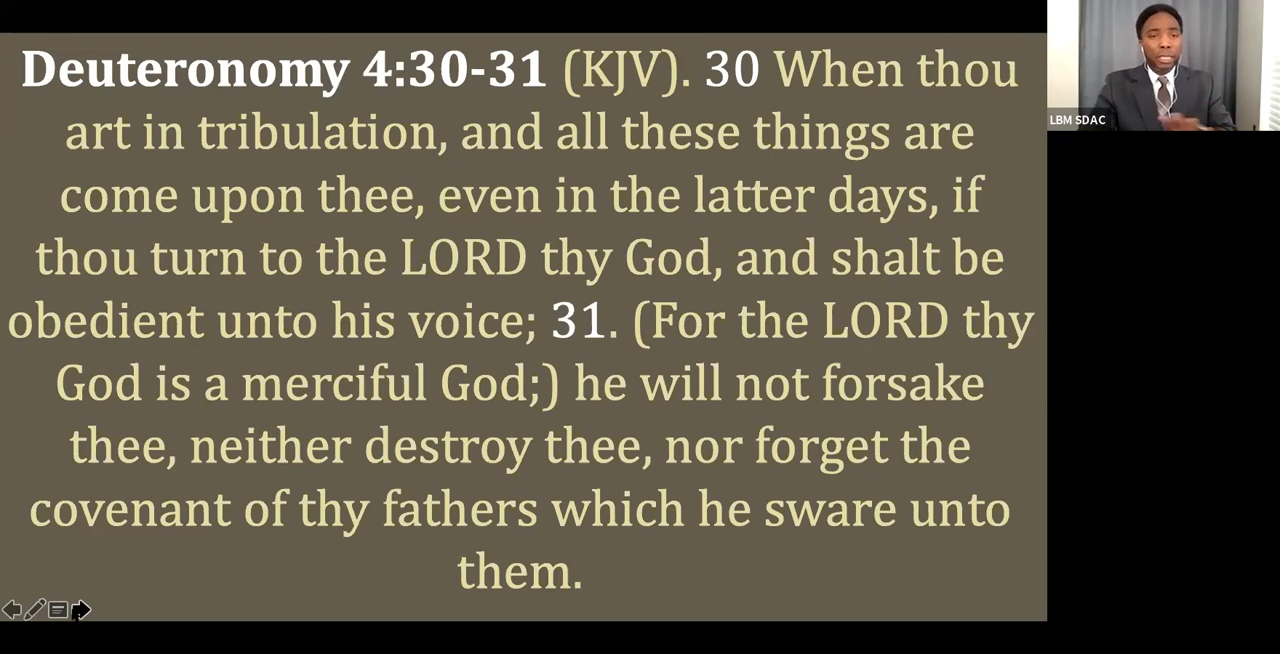 Deuteronomy 4:30-31 (KJV). 30 When thou
art in tribulation, and all these things are
come upon thee, even in the latter days, if
thou turn to the LORD thy God, and shalt be
obedient unto his voice; 31. (For the LORD thy
God is a merciful God;) he will not forsake
thee, neither destroy thee, nor forget the
covenant of thy fathers which he sware unto
them.
LBM SDAC